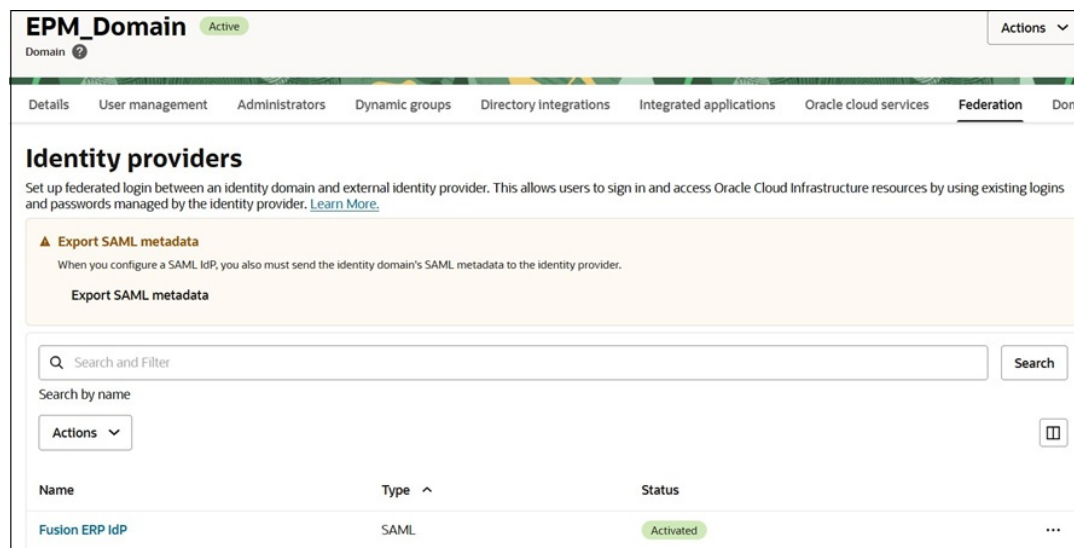 EPM_Domain Active
Actions
Domain
Details User management Administrators Dynamic groups Directory integrations Integrated applications Oracle cloud services Federation Dor
Identity providers
Set up federated login between an identity domain and external identity provider. This allows users to sign in and access Oracle Cloud Infrastructure resources by using existing logins
and passwords managed by the identity provider. Learn More.
Export SAML metadata
When you configure a SAML IdP, you also must send the identity domain's SAML metadata to the identity provider.
Export SAML metadata
Search and Filter
Search
Search by name
Actions
Name Type Status
Fusion ERP IdP SAML Activated ...